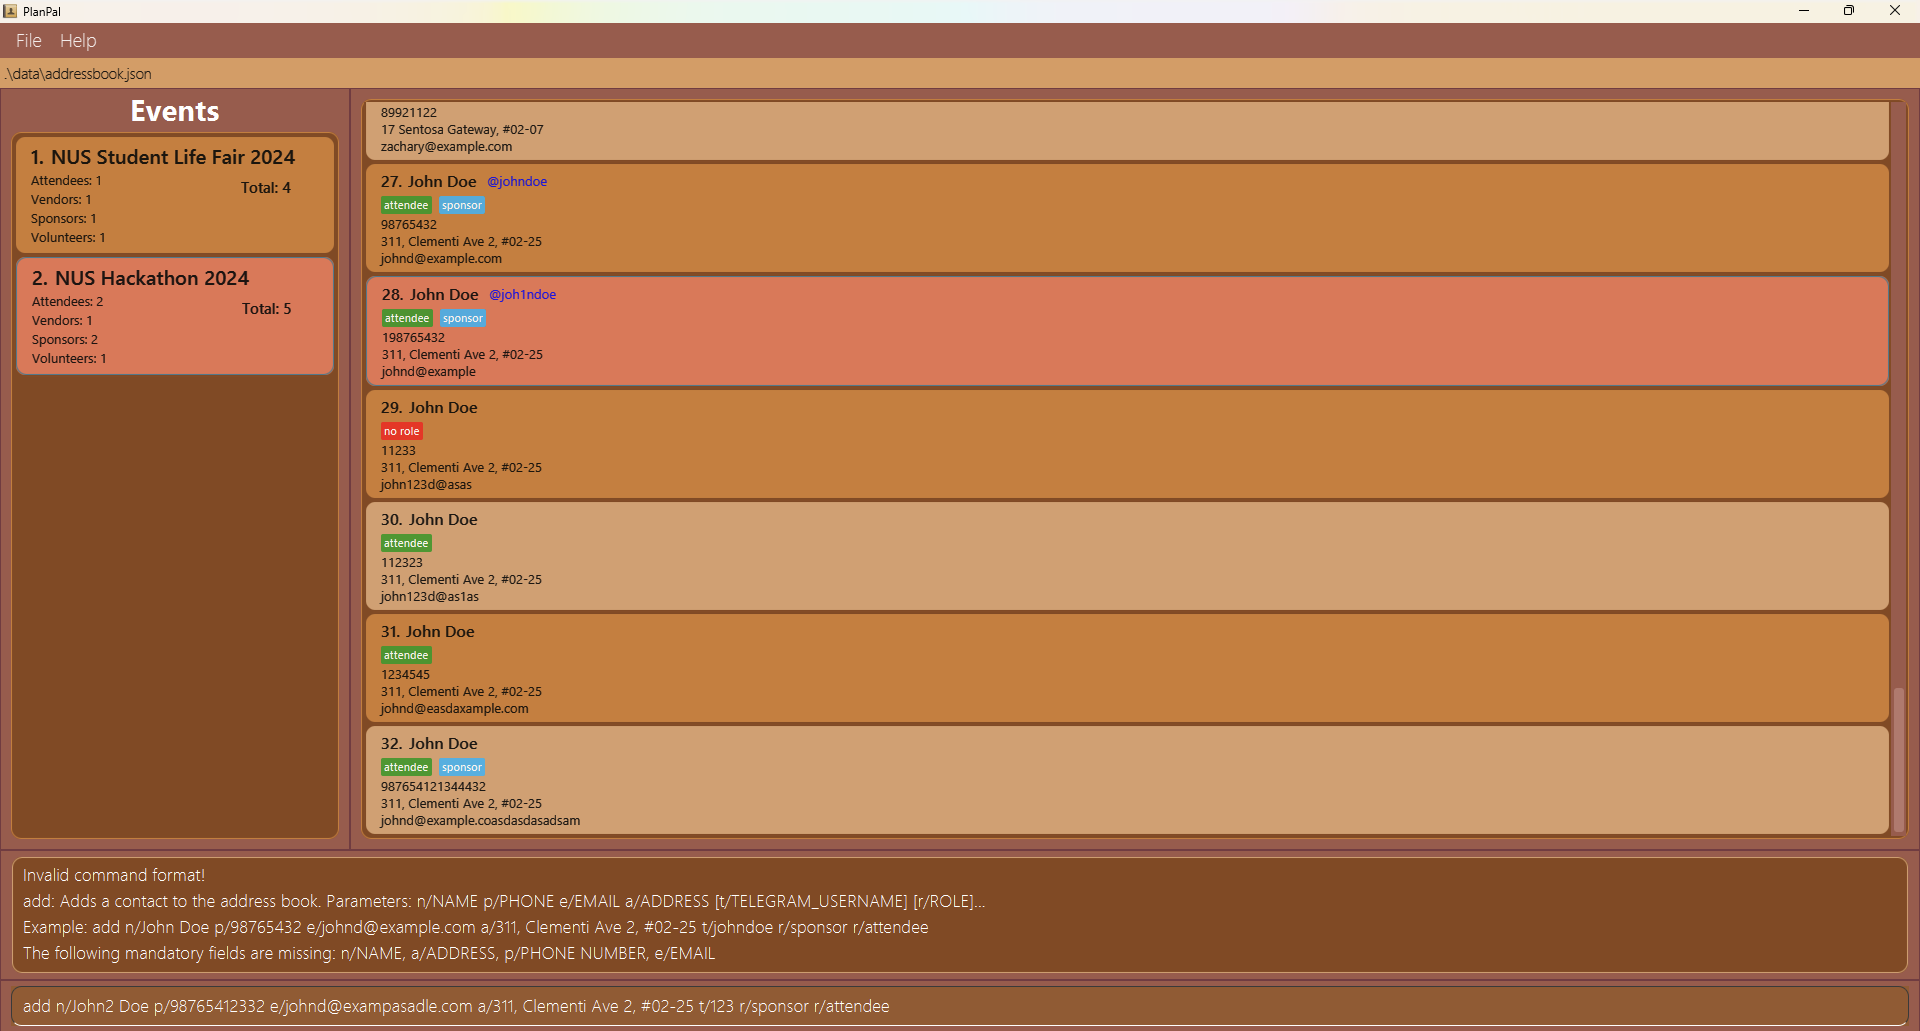 PlanPal
File Help
.\data\addressbook.json
Events
1. NUS Student Life Fair 2024
Attendees: 1
Total: 4
Vendors: 1
Sponsors: 1
Volunteers: 1
2. NUS Hackathon 2024
Attendees: 2
Total: 5
Vendors: 1
Sponsors: 2
Volunteers: 1
89921122
17 Sentosa Gateway, #02-07
zachary@example.com
27. John Doe @johndoe
attendee sponsor
98765432
311, Clementi Ave 2, #02-25
johnd@example.com
28. John Doe @joh1ndoe
attendee sponsor
198765432
311, Clementi Ave 2, #02-25
johnd@example
29. John Doe
no role
11233
311, Clementi Ave 2, #02-25
john123d@asas
30. John Doe
attendee
112323
311, Clementi Ave 2, #02-25
john123d@as1as
31. John Doe
attendee
1234545
311, Clementi Ave 2, #02-25
johnd@easdaxample.com
32. John Doe
attendee sponsor
987654121344432
311, Clementi Ave 2, #02-25
johnd@example.coasdasdasadsam
Invalid command format!
add: Adds a contact to the address book. Parameters: n/NAME p/PHONE e/EMAIL a/ADDRESS [t/TELEGRAM_USERNAME] [r/ROLE]...
Example: add n/John Doe p/98765432 e/johnd@example.com a/311, Clementi Ave 2, #02-25 t/johndoe r/sponsor r/attendee
The following mandatory fields are missing: n/NAME, a/ADDRESS, p/PHONE NUMBER, e/EMAIL
add n/John2 Doe p/98765412332 e/johnd@exampasadle.com a/311, Clementi Ave 2, #02-25 t/123 r/sponsor r/attendee